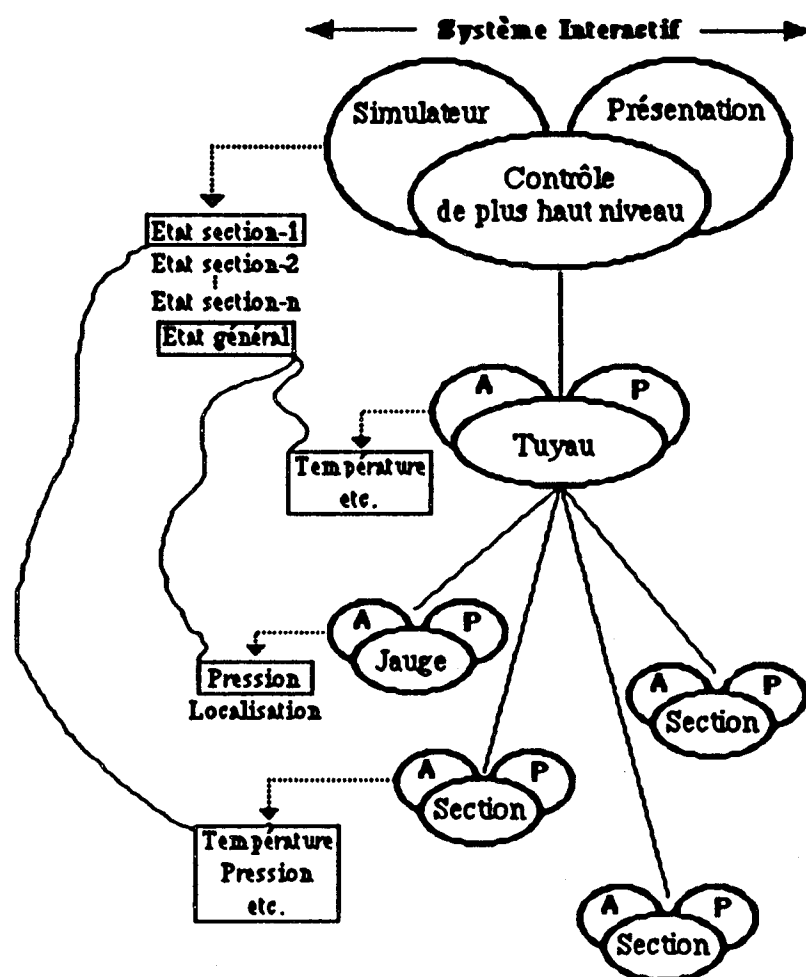 Système Interactif
Simulateur
Présentation
Contrôle
de plus haut niveau
Etat section-1
Etat section-2
Etat section-n
Etat général
A
P
Tuyau
Température
etc.
A
P
Jauge
Pression
Localisation
A
P
Section
A
P
Section
Température
Pression
etc.
A
P
Section